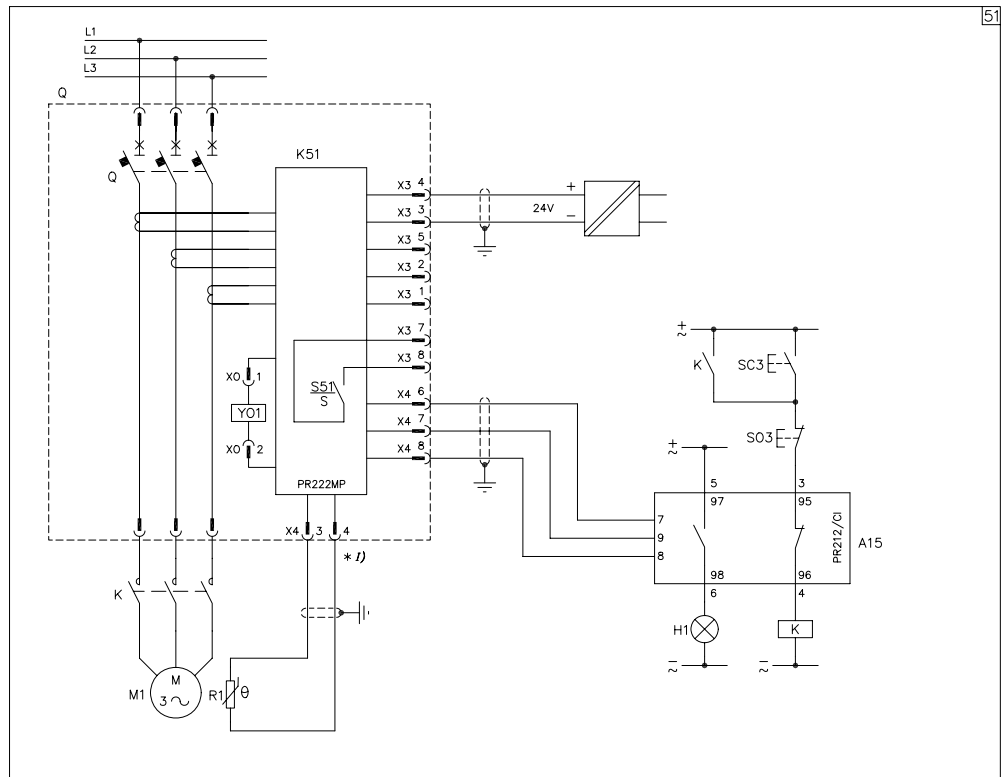 51
L1
L2
L3
Q
Q
K51
X3 4
X3 3
X3 5
X3 2
X3 1
X3 7
X3 8
X4 6
X4 7
X4 8
+
24V
−
S51
S
X0 1
YO1
X0 2
PR222MP
X4 3 4
* 1)
K
M1
M
3 ~
R1 θ
+
~
K
SC3
SO3
+
~
5
97
3
95
7
9
8
PR212/CI
A15
98
6
96
4
H1
K
−
~
−
~